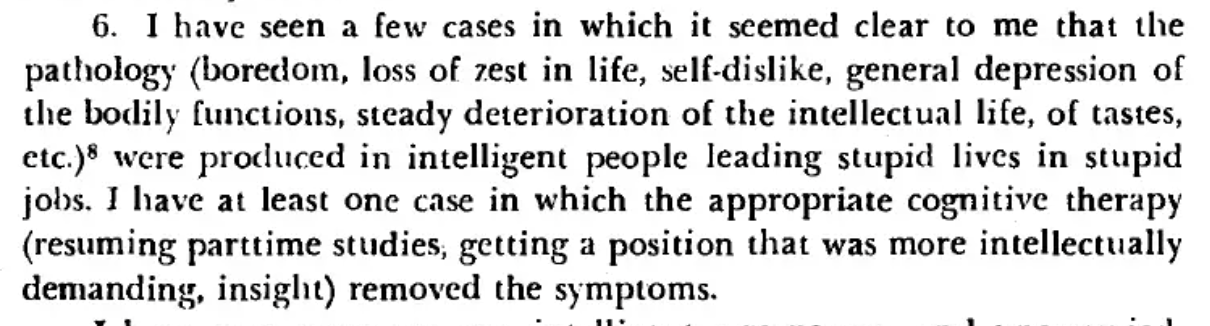 6. I have seen a few cases in which it seemed clear to me that the
pathology (boredom, loss of zest in life, self-dislike, general depression of
the bodily functions, steady deterioration of the intellectual life, of tastes,
etc.)⁸ were produced in intelligent people leading stupid lives in stupid
jobs. I have at least one case in which the appropriate cognitive therapy
(resuming parttime studies, getting a position that was more intellectually
demanding, insight) removed the symptoms.